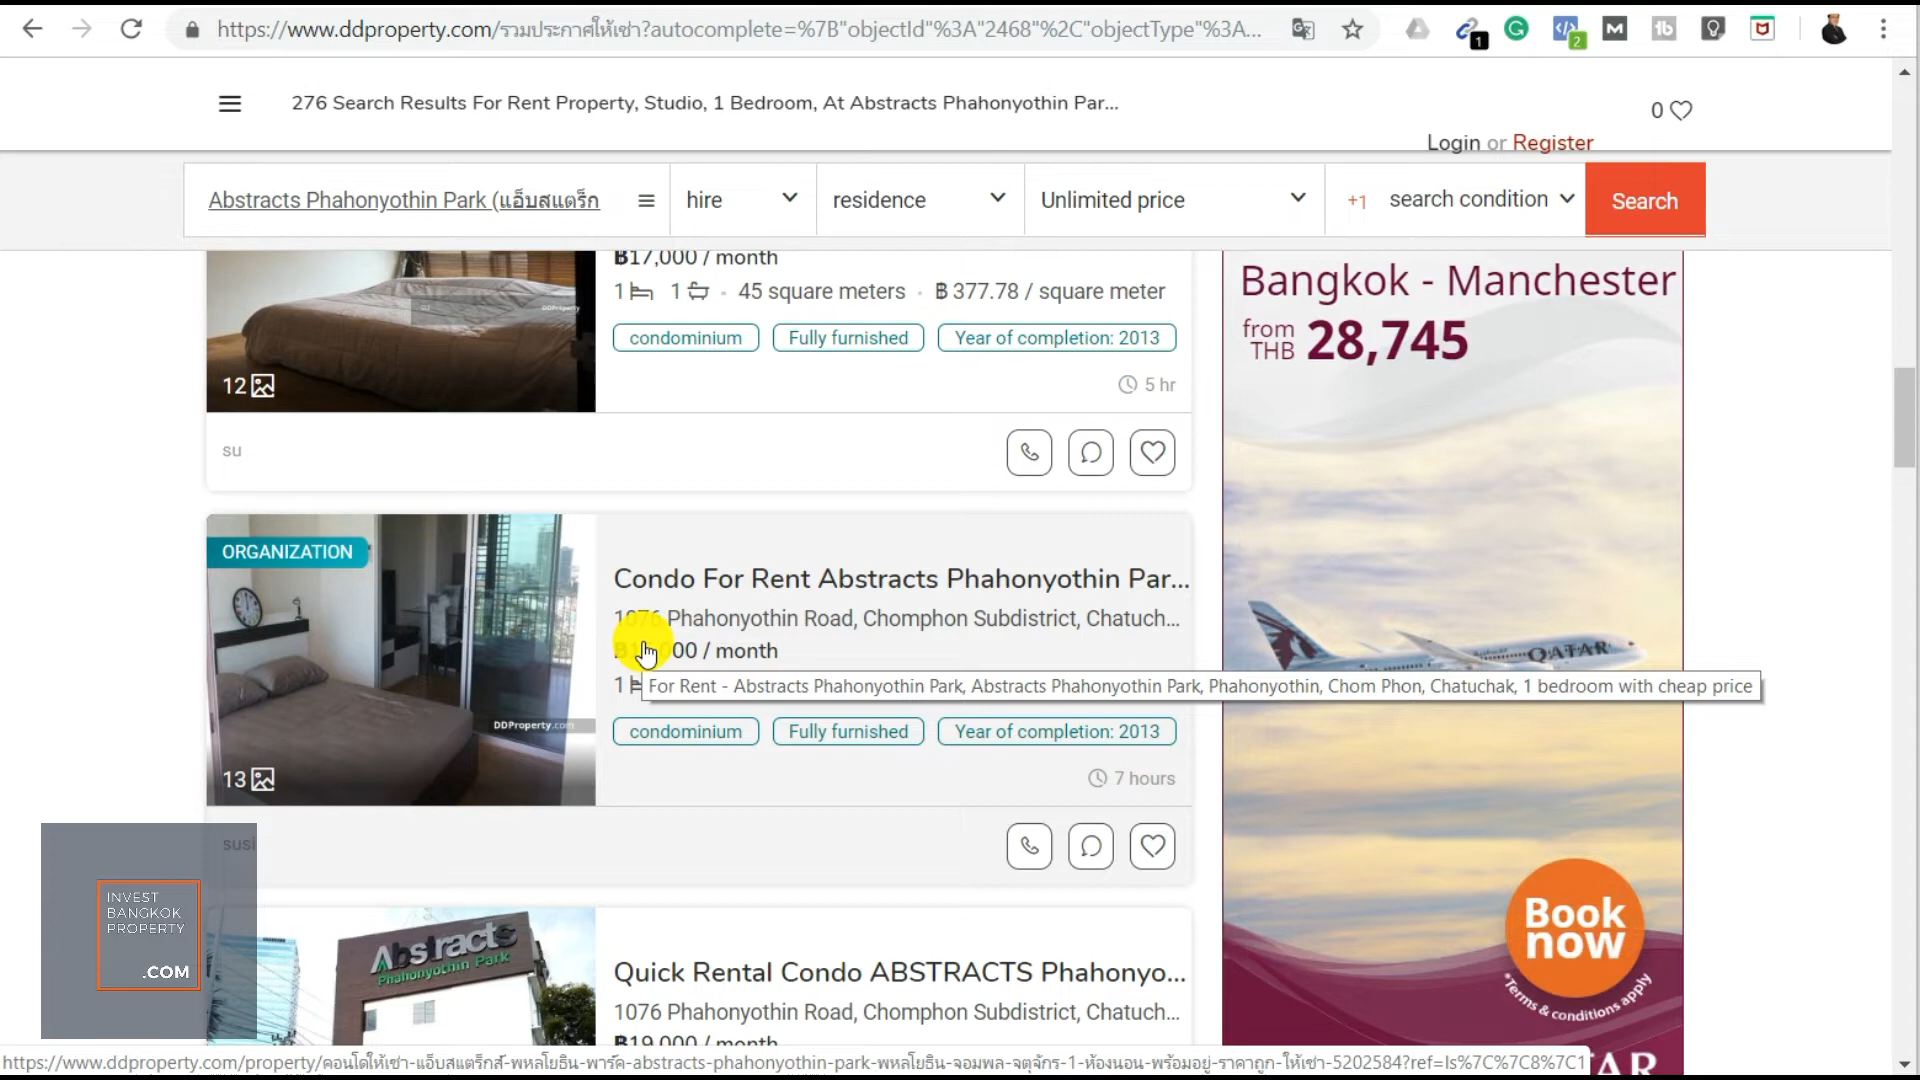 https://www.ddproperty.com/รวมประกาศให้เช่า?autocomplete=%7B"objectId"%3A"2468"%2C"objectType"%3A...
1
2
276 Search Results For Rent Property, Studio, 1 Bedroom, At Abstracts Phahonyothin Par...
0
Login or Register
Abstracts Phahonyothin Park (แอ็บสแตร็ก
hire
residence
Unlimited price
+1 search condition
Search
฿17,000 / month
1 1 45 square meters ฿ 377.78 / square meter
condominium Fully furnished Year of completion: 2013
12
5 hr
su
ORGANIZATION
Condo For Rent Abstracts Phahonyothin Par...
1076 Phahonyothin Road, Chomphon Subdistrict, Chatuch...
/ month
1
For Rent - Abstracts Phahonyothin Park, Abstracts Phahonyothin Park, Phahonyothin, Chom Phon, Chatuchak, 1 bedroom with cheap price
DDProperty.com
condominium Fully furnished Year of completion: 2013
13
7 hours
Abstracts
Phahonyothin Park
Quick Rental Condo ABSTRACTS Phahonyo...
1076 Phahonyothin Road, Chomphon Subdistrict, Chatuch...
฿19,000 / month
INVEST
BANGKOK
PROPERTY
.COM
Bangkok - Manchester
from
THB 28,745
QATAR
Book
now
*Terms & conditions apply
https://www.ddproperty.com/property/คอนโดให้เช่า-แอ็บสแตร็กส์-พหลโยธิน-พาร์ค-abstracts-phahonyothin-park-พหลโยธิน-จอมพล-จตุจักร-1-ห้องนอน-พร้อมอยู่-ราคาถูก-ให้เช่า-5202584?ref=ls%7C%7C8%7C1